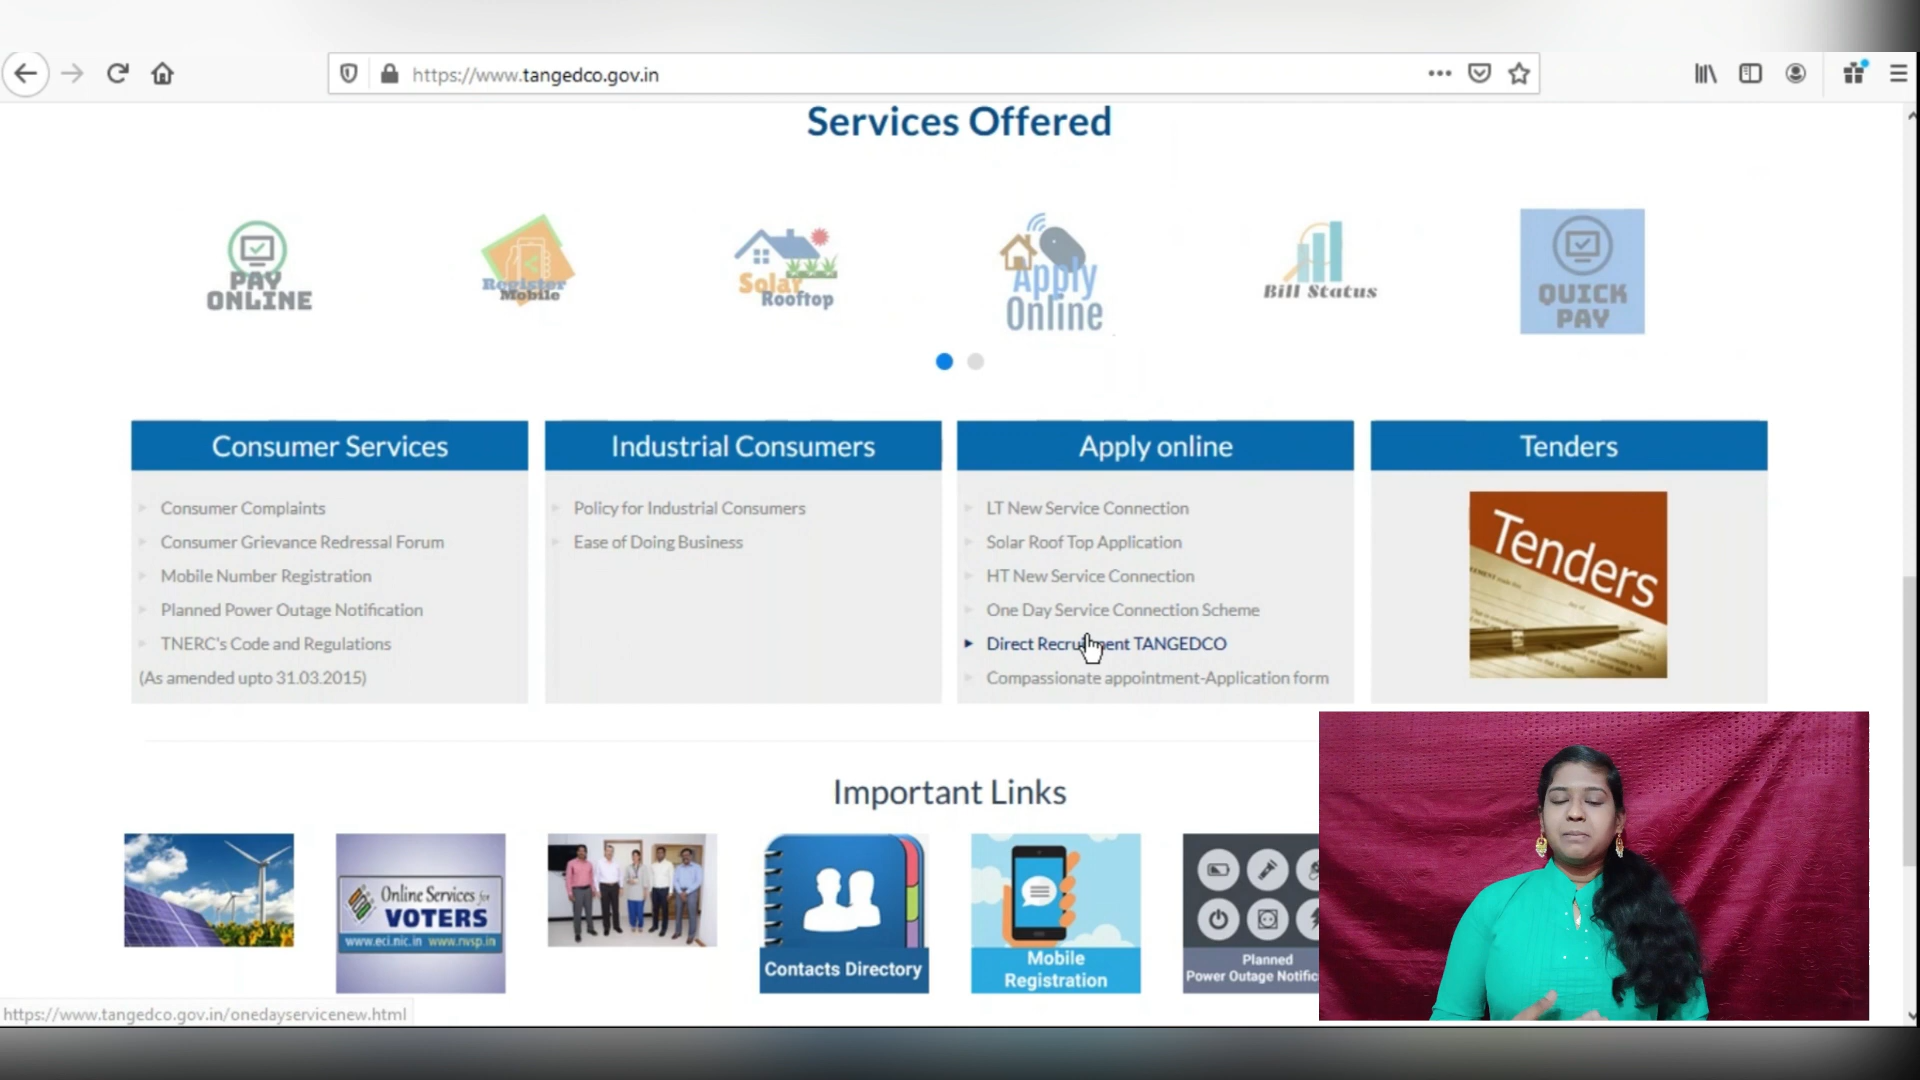 https://www.tangedco.gov.in
Services Offered
PAY
ONLINE
Register
Mobile
Solar
Rooftop
Apply
Online
Bill Status
QUICK
PAY
Consumer Services
Consumer Complaints
Consumer Grievance Redressal Forum
Mobile Number Registration
Planned Power Outage Notification
TNERC's Code and Regulations
(As amended upto 31.03.2015)
Industrial Consumers
Policy for Industrial Consumers
Ease of Doing Business
Apply online
LT New Service Connection
Solar Roof Top Application
HT New Service Connection
One Day Service Connection Scheme
Direct Recruitment TANGEDCO
Compassionate appointment-Application form
Tenders
Tenders
Important Links
Online Services for
VOTERS
www.eci.nic.in www.nvsp.in
Contacts Directory
Mobile
Registration
Planned
Power Outage Notific
https://www.tangedco.gov.in/onedayservicenew.html